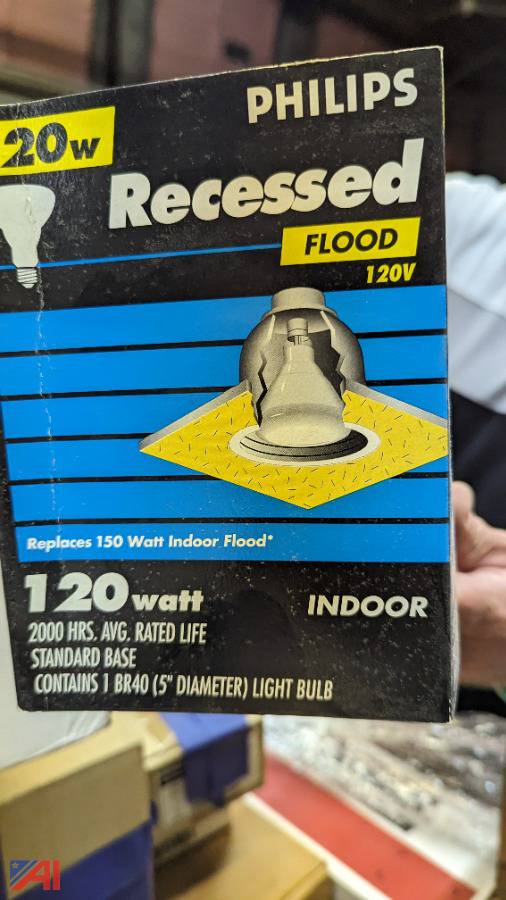 PHILIPS
20W
Recessed
FLOOD
120V
Replaces 150 Watt Indoor Flood*
120 watt
INDOOR
2000 HRS. AVG. RATED LIFE
STANDARD BASE
CONTAINS 1 BR40 (5" DIAMETER) LIGHT BULB
AI